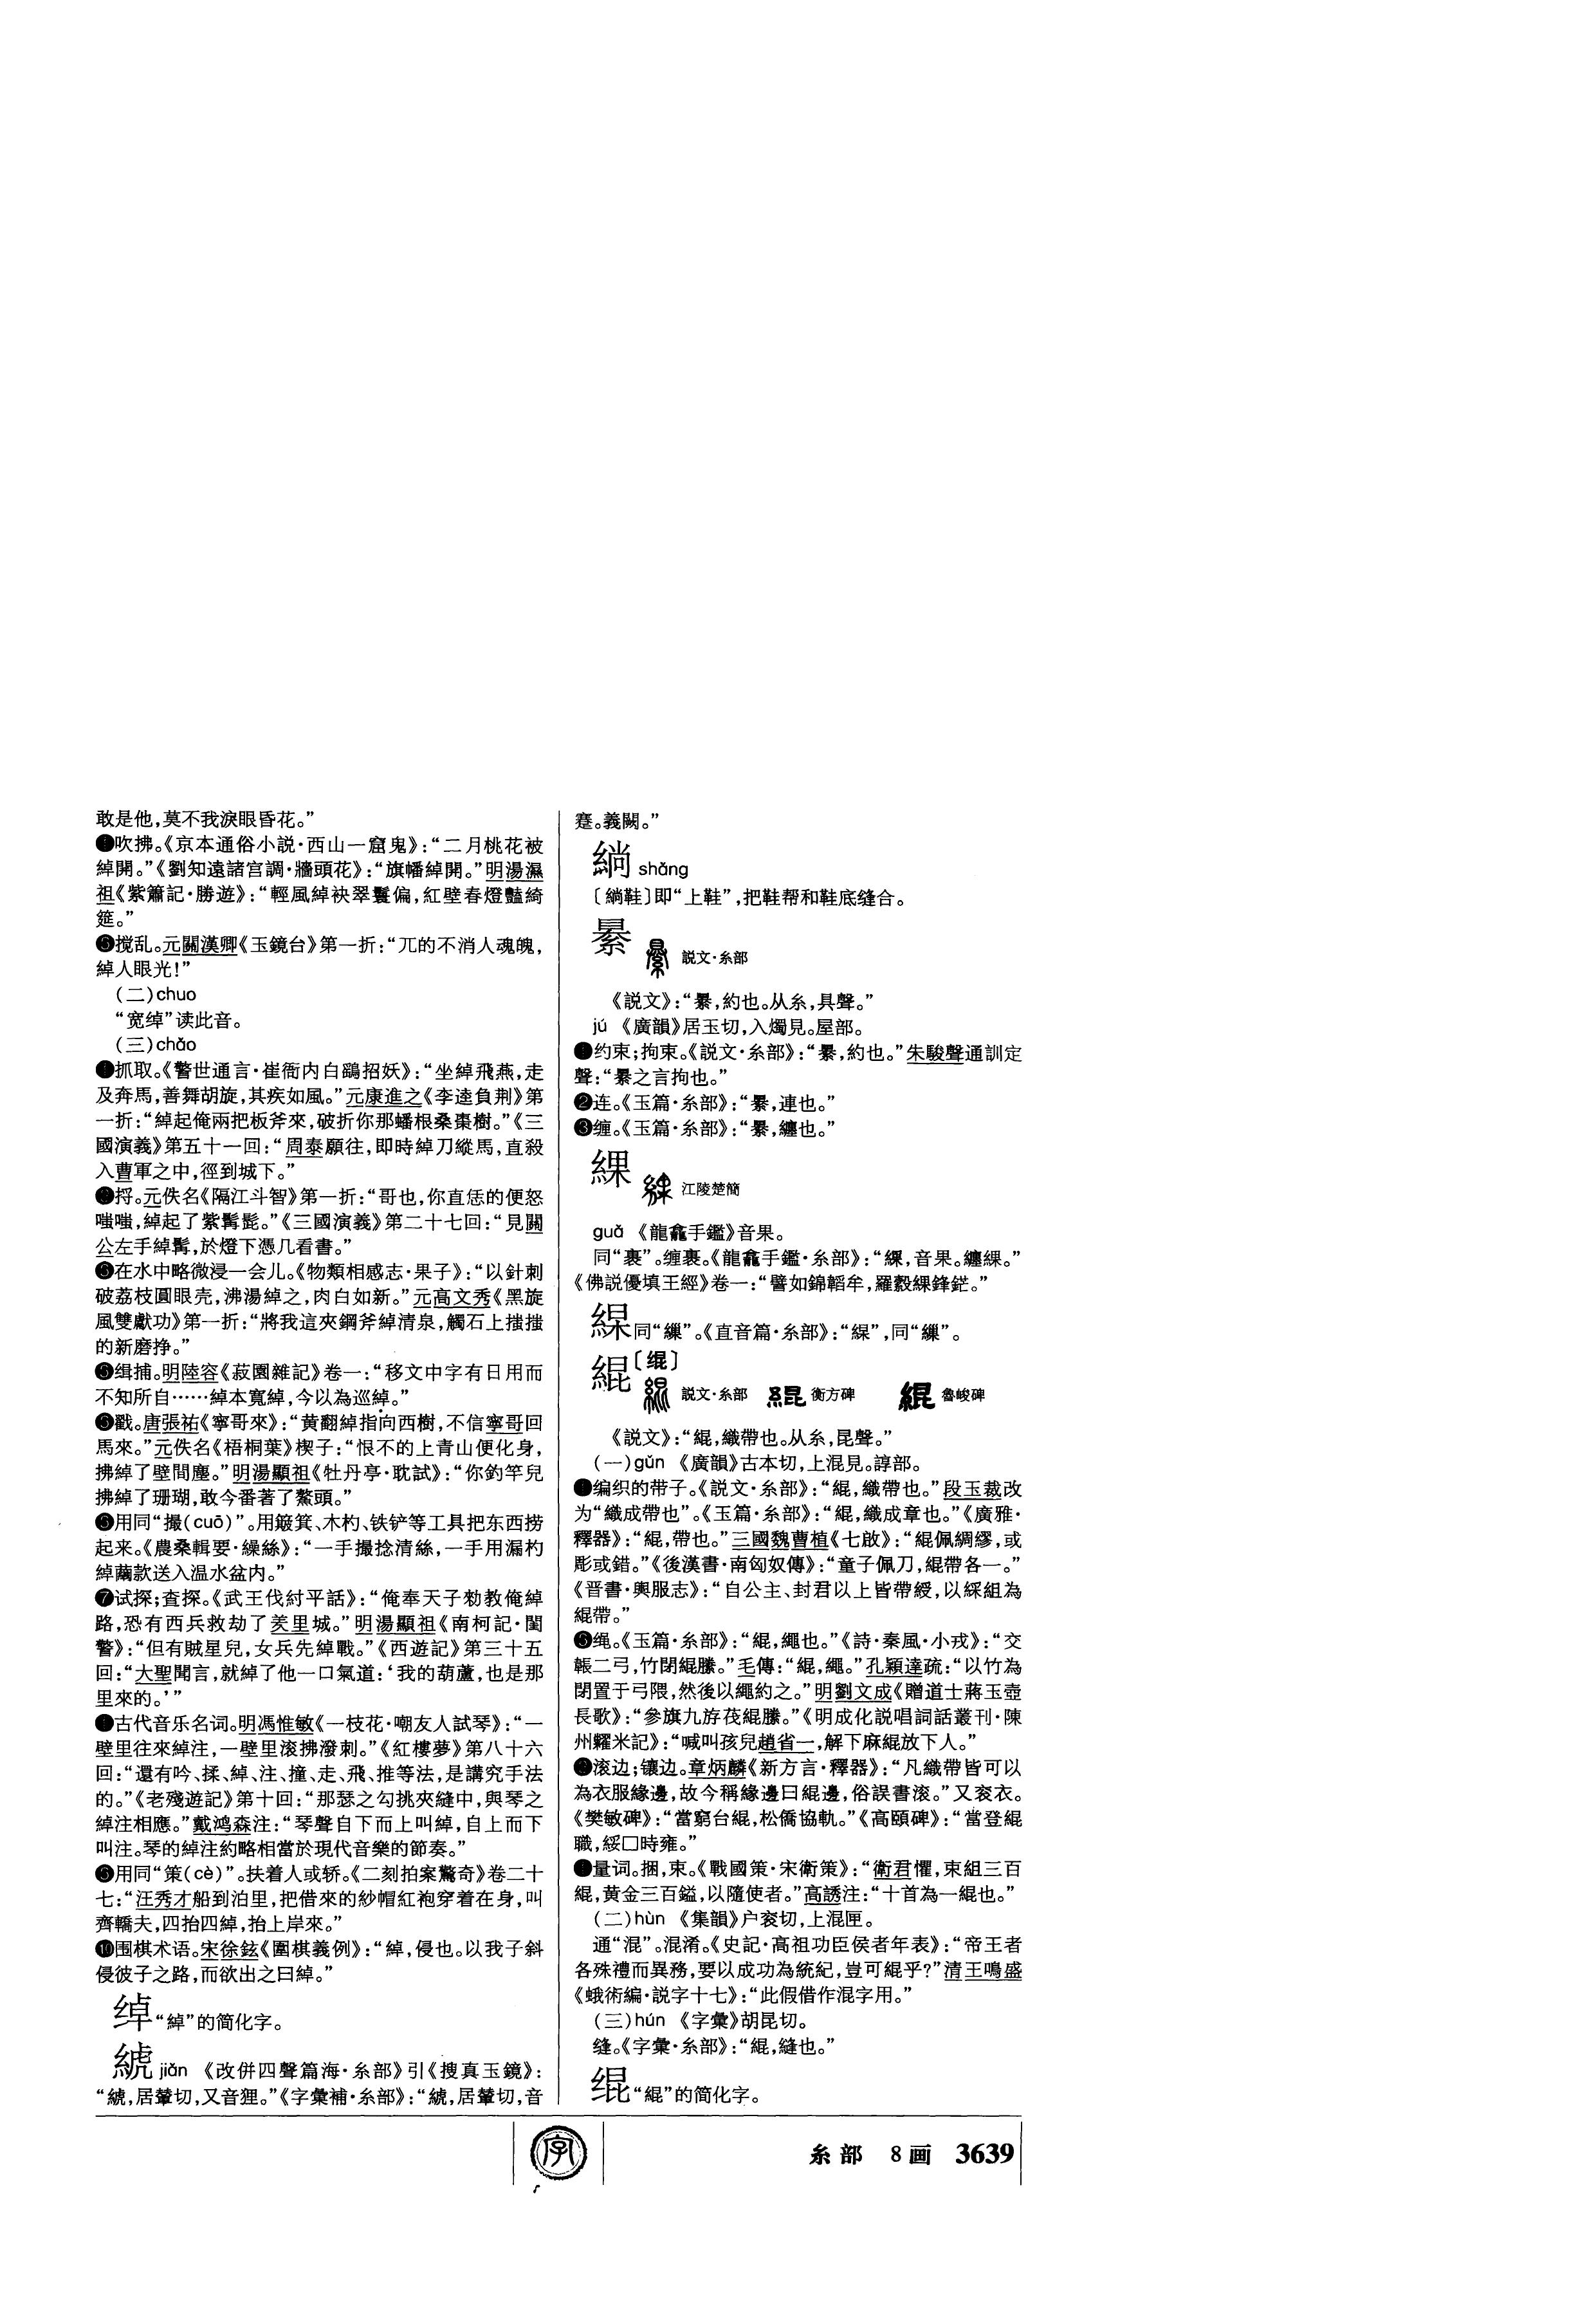 敢是他,莫不我淚眼昏花。”
❶吹拂。《京本通俗小説·西山一窟鬼》:“二月桃花被
綽開。”《劉知遠諸宫調·牆頭花》:“旗幡綽開。”明湯濕
祖《紫簫記·勝遊》:“輕風綽袂翠鬟偏,紅壁春燈豔綺
筵。”
❺搅乱。元關漢卿《玉鏡台》第一折:“兀的不消人魂魄,
綽人眼光!”
(二)chuo
“宽绰”读此音。
(三)chǎo
❶抓取。《警世通言·崔衙内白鷂招妖》:“坐綽飛燕,走
及奔馬,善舞胡旋,其疾如風。”元康進之《李逵負荆》第
一折:“綽起俺兩把板斧來,破折你那蟠根桑棗樹。”《三
國演義》第五十一回:“周泰願往,即時綽刀縱馬,直殺
入曹軍之中,徑到城下。”
❷捋。元佚名《隔江斗智》第一折:“哥也,你直恁的便怒
嗤嗤,綽起了紫髯髭。”《三國演義》第二十七回:“見關
公左手綽髯,於燈下憑几看書。”
❸在水中略微浸一会儿。《物類相感志·果子》:“以針刺
破荔枝圓眼壳,沸湯綽之,肉白如新。”元高文秀《黑旋
風雙獻功》第一折:“將我這夾鋼斧綽清泉,觸石上㨝㨝
的新磨挣。”
❺缉捕。明陸容《菽園雜記》卷一:“移文中字有日用而
不知所自……綽本寬綽,今以為巡綽。”
❺戳。唐張祐《寧哥來》:“黄翻綽指向西樹,不信寧哥回
馬來。”元佚名《梧桐葉》楔子:“恨不的上青山便化身,
拂綽了壁間塵。”明湯顯祖《牡丹亭·耽試》:“你釣竿兒
拂綽了珊瑚,敢今番著了鰲頭。”
❻用同“撮(cuō)”。用簸箕、木杓、铁铲等工具把东西捞
起来。《農桑輯要·繰絲》:“一手撮捻清絲,一手用漏杓
綽繭款送入温水盆内。”
❼试探;查探。《武王伐紂平話》:“俺奉天子勑教俺綽
路,恐有西兵救劫了羑里城。”明湯顯祖《南柯記·閨
警》:“但有賊星兒,女兵先綽戰。”《西遊記》第三十五
回:“大聖聞言,就綽了他一口氣道:‘我的葫蘆,也是那
里來的。’”
❶古代音乐名词。明馮惟敏《一枝花·嘲友人試琴》:“一
壁里往來綽注,一壁里滚拂潑刺。”《紅樓夢》第八十六
回:“還有吟、揉、綽、注、撞、走、飛、推等法,是講究手法
的。”《老殘遊記》第十回:“那瑟之勾挑夾縫中,與琴之
綽注相應。”戴鸿森注:“琴聲自下而上叫綽,自上而下
叫注。琴的綽注約略相當於現代音樂的節奏。”
❻用同“策(cè)”。扶着人或轿。《二刻拍案驚奇》卷二十
七:“汪秀才船到泊里,把借來的紗帽紅袍穿着在身,叫
齊轎夫,四抬四綽,抬上岸來。”
❿围棋术语。宋徐鉉《圍棋義例》:“綽,侵也。以我子斜
侵彼子之路,而欲出之曰綽。”
绰“綽”的简化字。
䋖jiǎn 《改併四聲篇海·糸部》引《搜真玉鏡》:
“䋖,居輦切,又音狸。”《字彙補·糸部》:“䋖,居輦切,音
蹇。義闕。”
緔 shǎng
〔緔鞋〕即“上鞋”,把鞋帮和鞋底缝合。
暴 説文·糸部
《説文》:“䋰,約也。从糸,具聲。”
jú 《廣韻》居玉切,入燭見。屋部。
❶约束;拘束。《説文·糸部》:“䋰,約也。”朱駿聲通訓定
聲:“䋰之言拘也。”
❷连。《玉篇·糸部》:“䋰,連也。”
❸缠。《玉篇·糸部》:“䋰,纏也。”
綶 江陵楚簡
guǒ 《龍龕手鑑》音果。
同“裹”。缠裹。《龍龕手鑑·糸部》:“綶,音果。纏綶。”
《佛説優填王經》卷一:“譬如錦韜牟,羅縠綶鋒鋩。”
緥同“繅”。《直音篇·糸部》:“緥”,同“繅”。
緄〔绲〕 説文·糸部 衡方碑 魯峻碑
《説文》:“緄,織帶也。从糸,昆聲。”
(一)gǔn 《廣韻》古本切,上混見。諄部。
❶编织的带子。《説文·糸部》:“緄,織帶也。”段玉裁改
为“織成帶也”。《玉篇·糸部》:“緄,織成章也。”《廣雅·
釋器》:“緄,帶也。”三國魏曹植《七啟》:“緄佩綢繆,或
彫或錯。”《後漢書·南匈奴傳》:“童子佩刀,緄帶各一。”
《晋書·輿服志》:“自公主、封君以上皆帶綬,以綵組為
緄帶。”
❺绳。《玉篇·糸部》:“緄,繩也。”《詩·秦風·小戎》:“交
韔二弓,竹閉緄縢。”毛傳:“緄,繩。”孔穎達疏:“以竹為
閉置于弓隈,然後以繩約之。”明劉文成《贈道士蔣玉壺
長歌》:“參旗九斿茷緄縢。”《明成化説唱詞話叢刊·陳
州糶米記》:“喊叫孩兒趙省一,解下麻緄放下人。”
❸滚边;镶边。章炳麟《新方言·釋器》:“凡織帶皆可以
為衣服緣邊,故今稱緣邊曰緄邊,俗誤書滚。”又衮衣。
《樊敏碑》:“當窮台緄,松僑協軌。”《高頤碑》:“當登緄
職,綏□時雍。”
❶量词。捆,束。《戰國策·宋衛策》:“衛君懼,束組三百
緄,黄金三百鎰,以隨使者。”高誘注:“十首為一緄也。”
(二)hùn 《集韻》户衮切,上混匣。
通“混”。混淆。《史記·高祖功臣侯者年表》:“帝王者
各殊禮而異務,要以成功為統紀,豈可緄乎?”清王鳴盛
《蛾術編·説字十七》:“此假借作混字用。”
(三)hún 《字彙》胡昆切。
缝。《字彙·糸部》:“緄,縫也。”
绲“緄”的简化字。
字
糸部 8画 3639